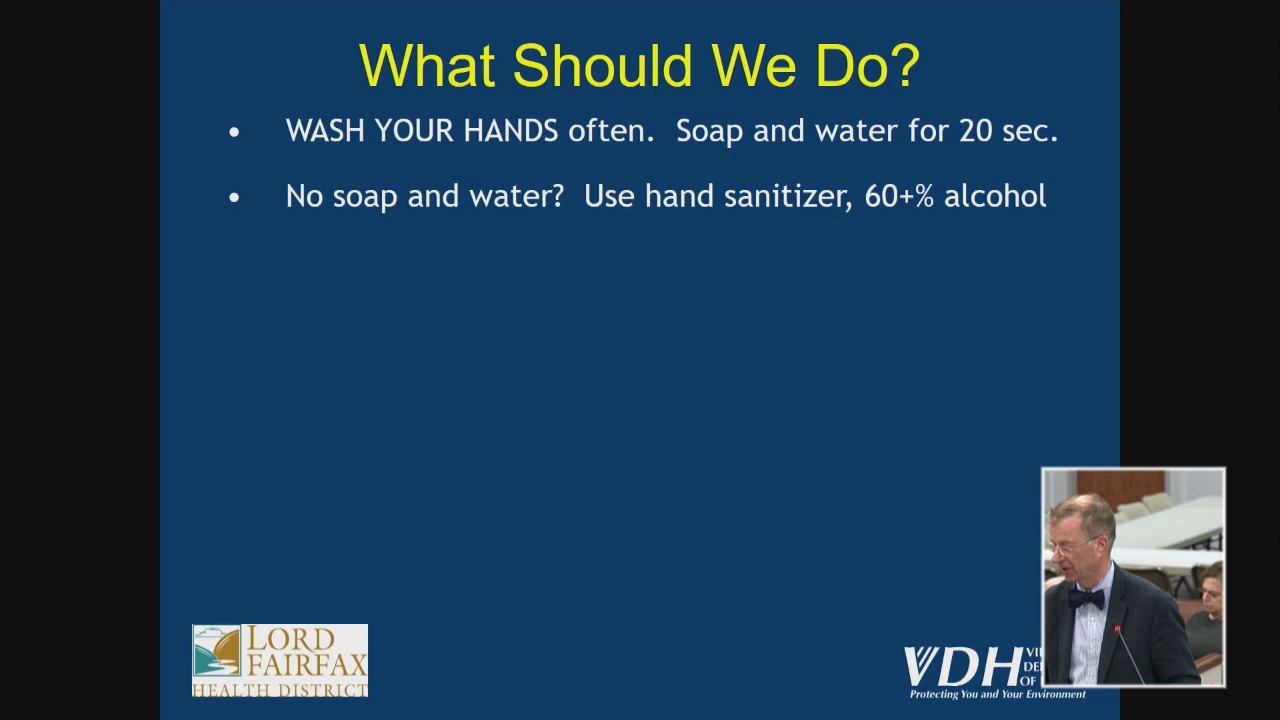 What Should We Do?
• WASH YOUR HANDS often. Soap and water for 20 sec.
• No soap and water? Use hand sanitizer, 60+% alcohol
LORD
FAIRFAX
HEALTH DISTRICT
VDH
OF
Protecting You and Your Environment